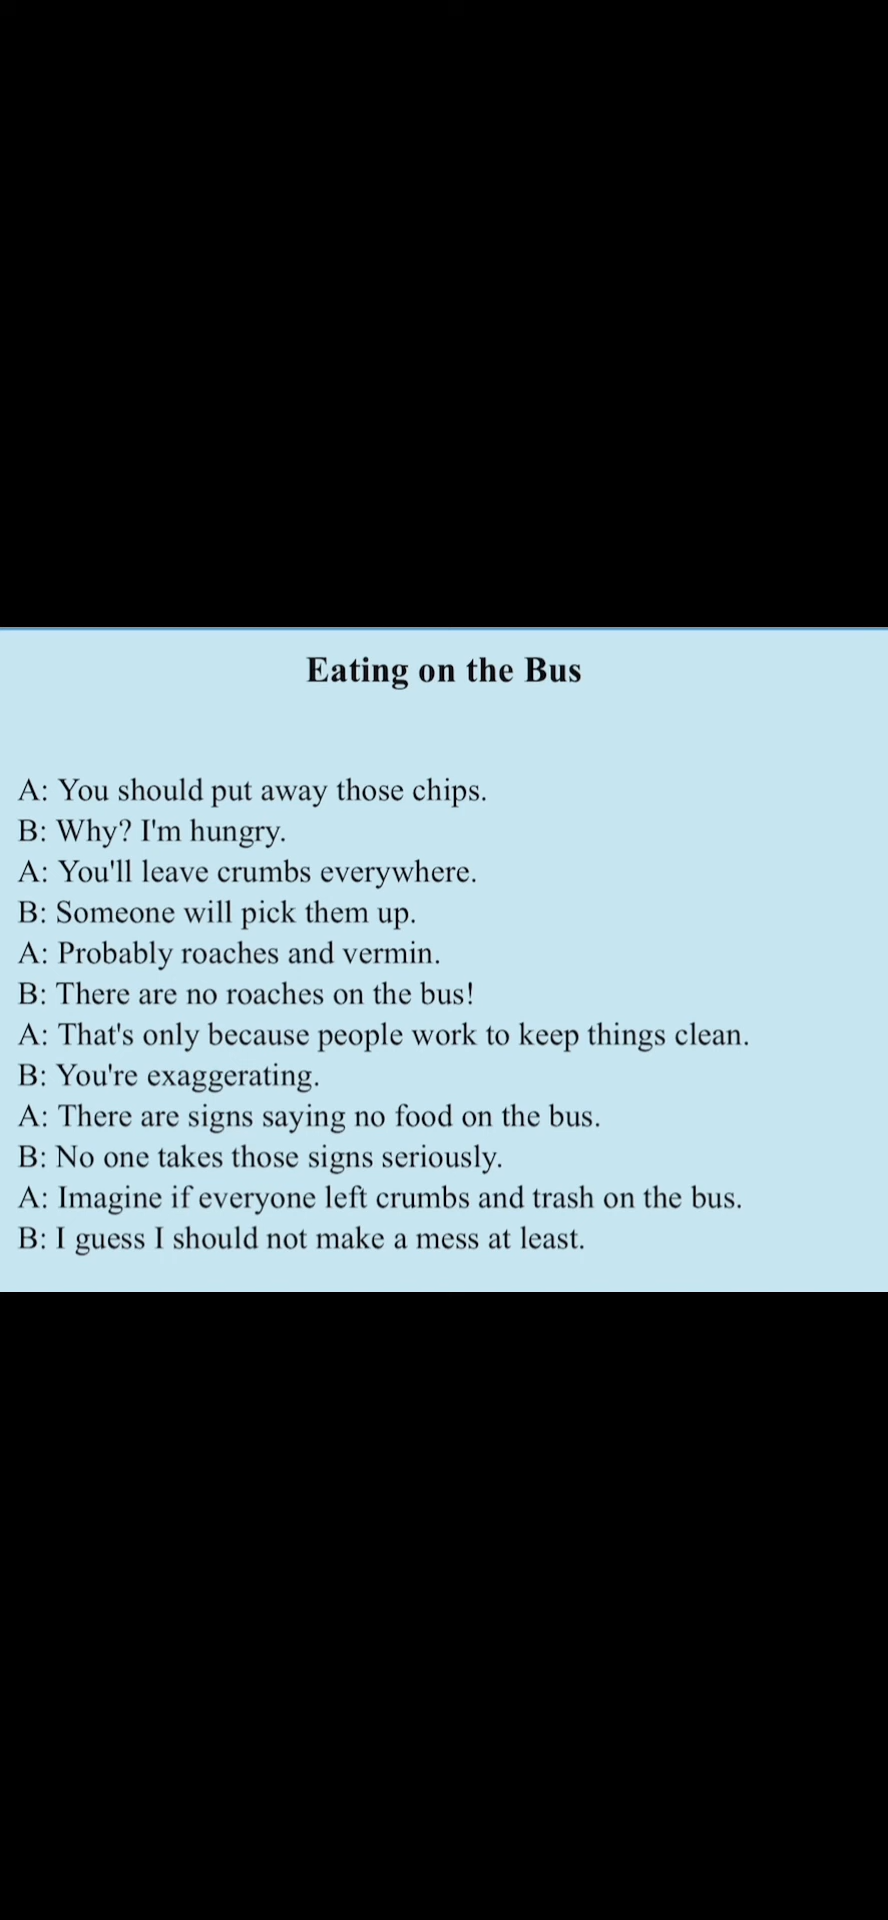 Eating on the Bus
A: You should put away those chips.
B: Why? I'm hungry.
A: You'll leave crumbs everywhere.
B: Someone will pick them up.
A: Probably roaches and vermin.
B: There are no roaches on the bus!
A: That's only because people work to keep things clean.
B: You're exaggerating.
A: There are signs saying no food on the bus.
B: No one takes those signs seriously.
A: Imagine if everyone left crumbs and trash on the bus.
B: I guess I should not make a mess at least.